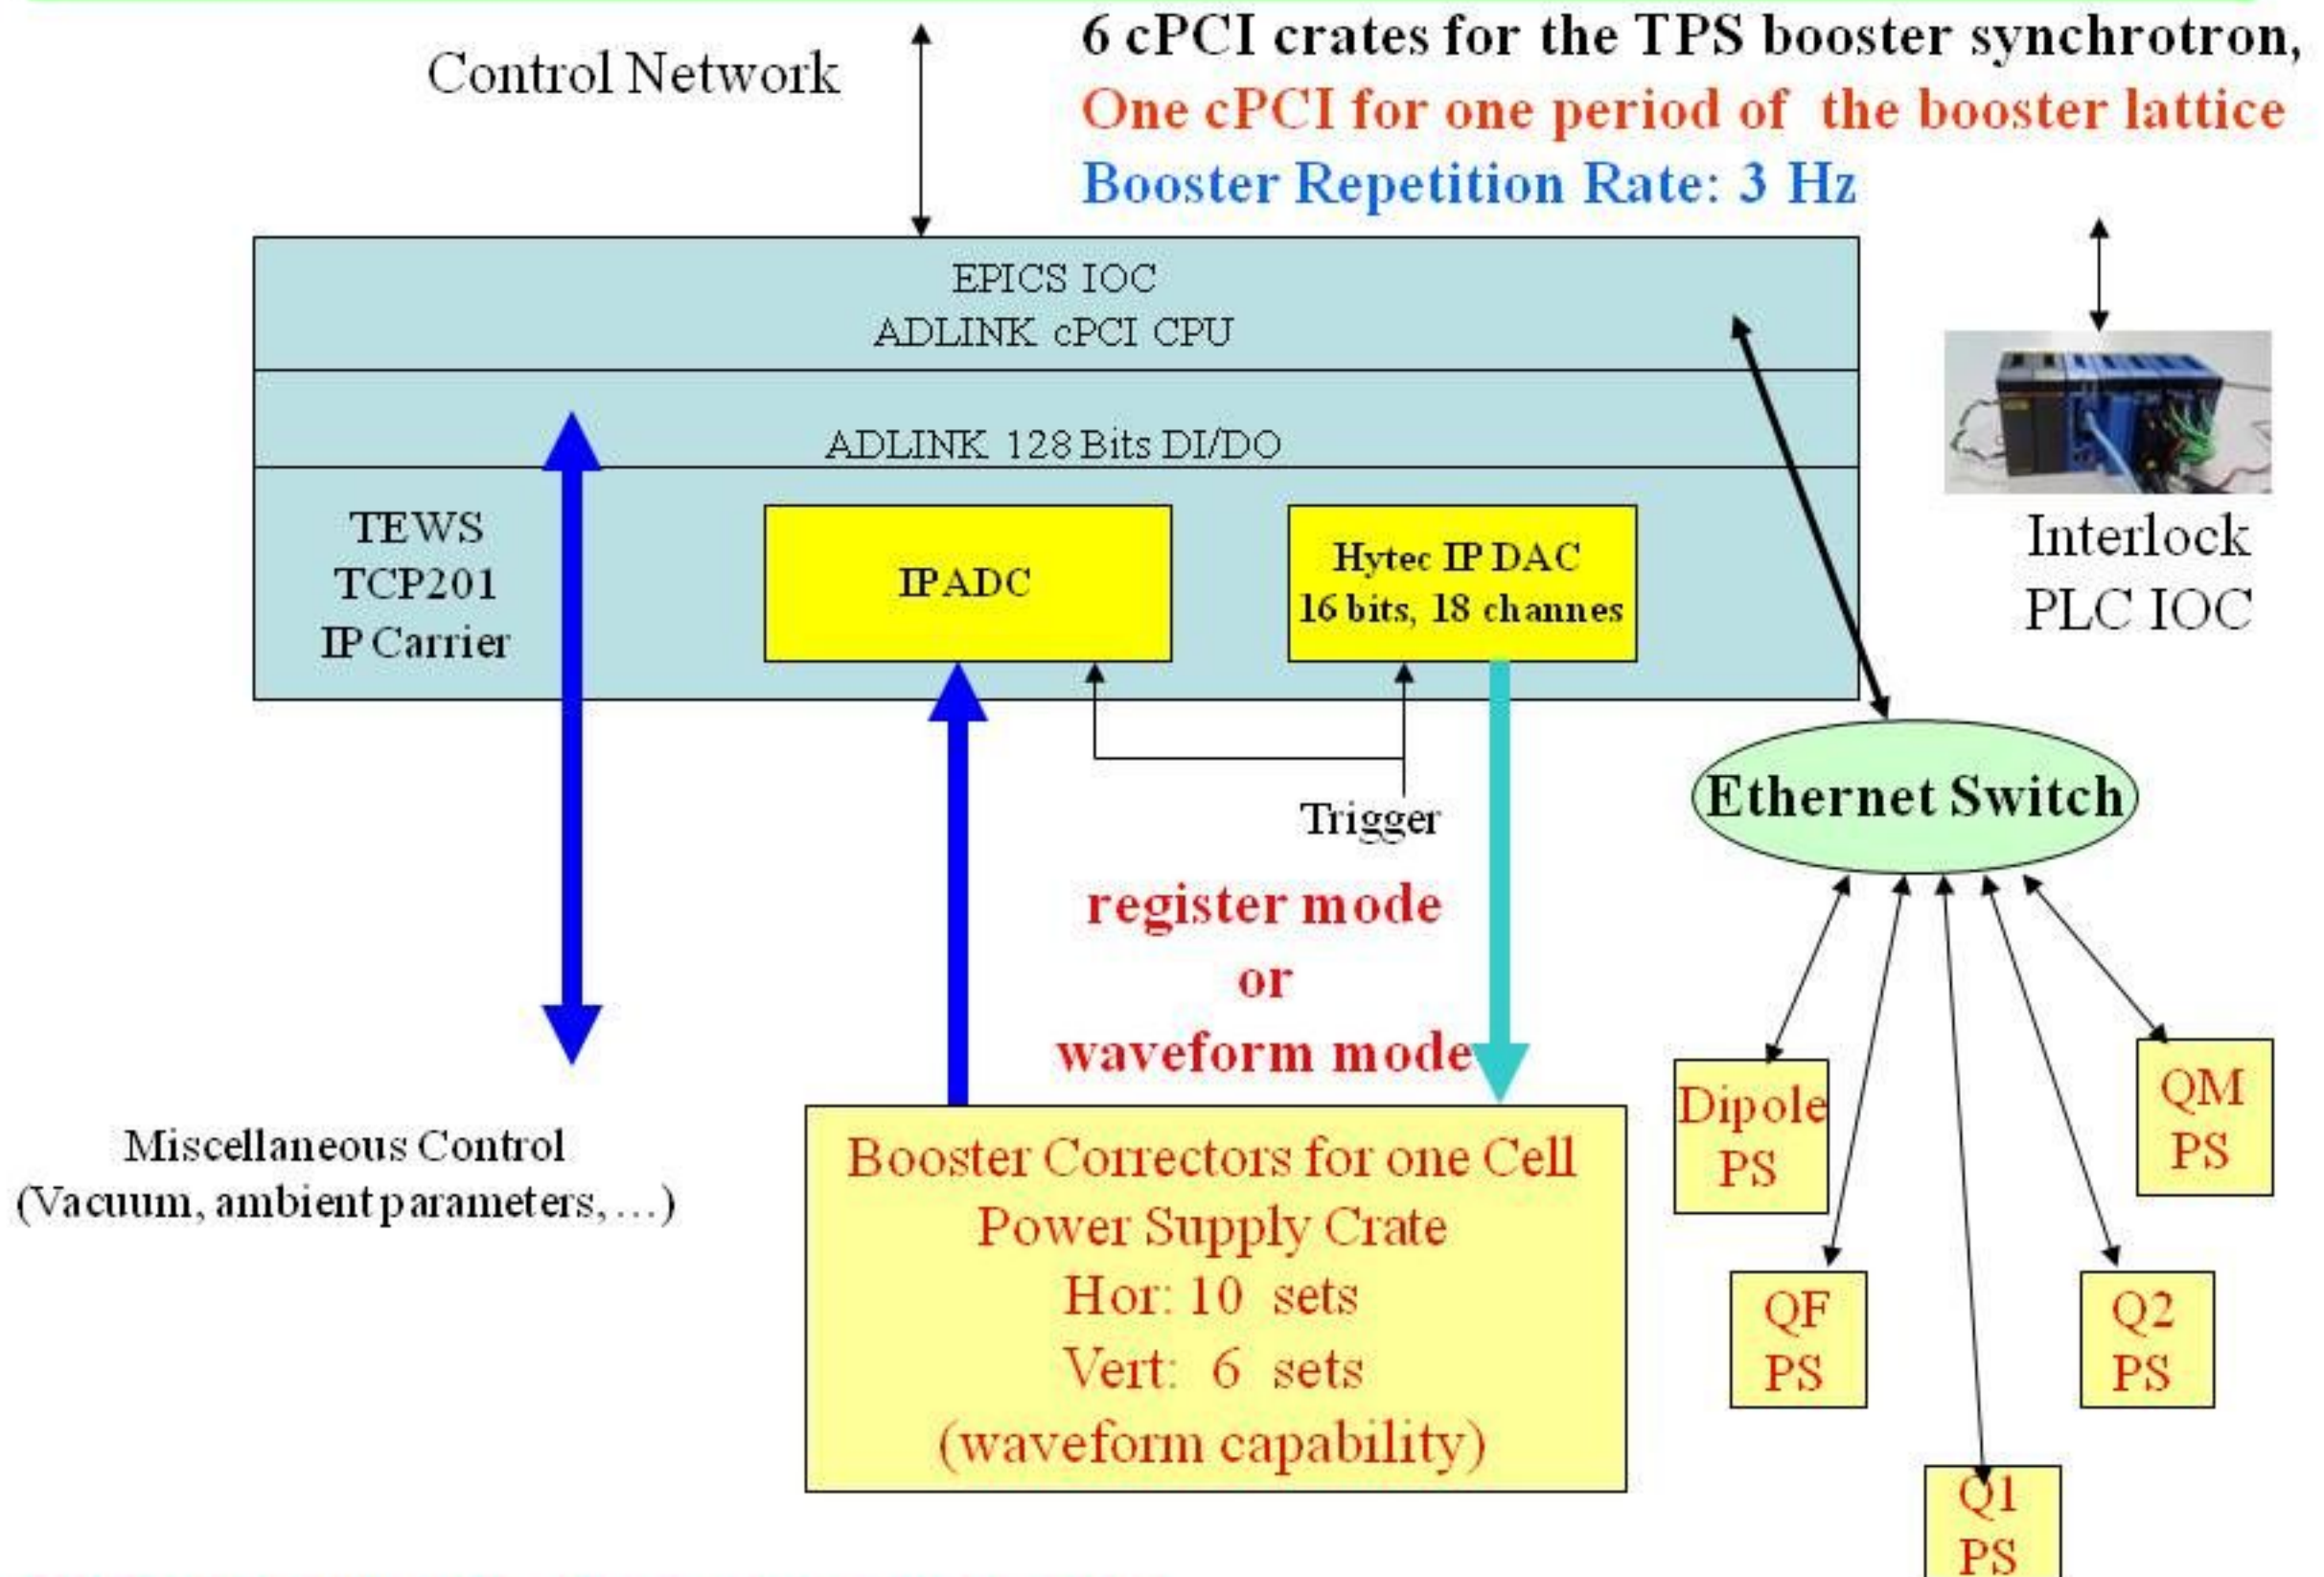 Control Network
6 cPCI crates for the TPS booster synchrotron,
One cPCI for one period of the booster lattice
Booster Repetition Rate: 3 Hz
EPICS IOC
ADLINK cPCI CPU
ADLINK 128 Bits DI/DO
TEWS
TCP201
IP Carrier
IP ADC
Hytec IP DAC
16 bits, 18 channes
Interlock
PLC IOC
Trigger
Ethernet Switch
register mode
or
waveform mode
Miscellaneous Control
(Vacuum, ambient parameters, …)
Booster Correctors for one Cell
Power Supply Crate
Hor: 10 sets
Vert: 6 sets
(waveform capability)
Dipole
PS
QM
PS
QF
PS
Q2
PS
Q1
PS